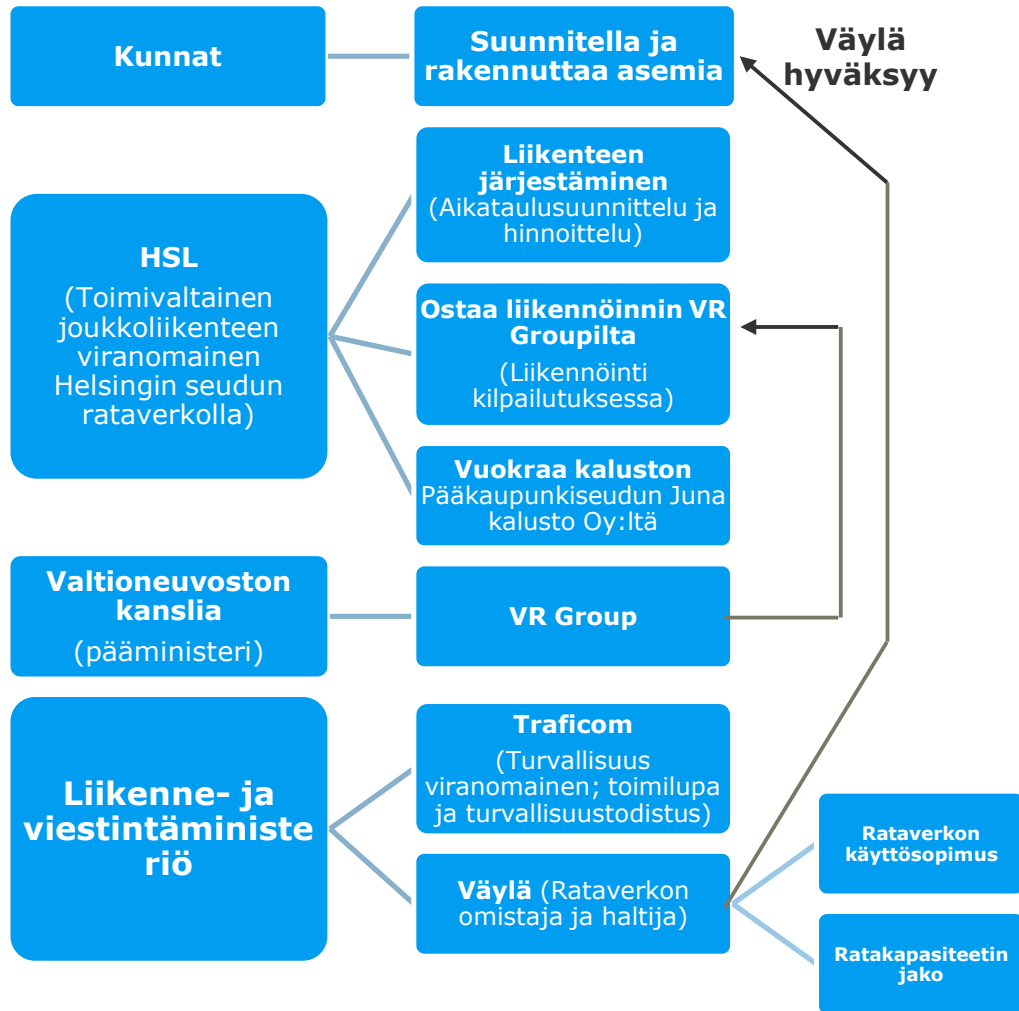 Kunnat
Suunnitella ja
rakennuttaa asemia
Väylä
hyväksyy
HSL
(Toimivaltainen
joukkoliikenteen
viranomainen
Helsingin seudun
rataverkolla)
Liikenteen
järjestäminen
(Aikataulusuunnittelu ja
hinnoittelu)
Ostaa liikennöinnin VR
Groupilta
(Liikennöinti
kilpailutuksessa)
Vuokraa kaluston
Pääkaupunkiseudun Juna
kalusto Oy:ltä
Valtioneuvoston
kanslia
(pääministeri)
VR Group
Liikenne– ja
viestintäministe
riö
Traficom
(Turvallisuus
viranomainen; toimilupa
ja turvallisuustodistus)
Väylä (Rataverkon
omistaja ja haltija)
Rataverkon
käyttösopimus
Ratakapasiteetin
jako